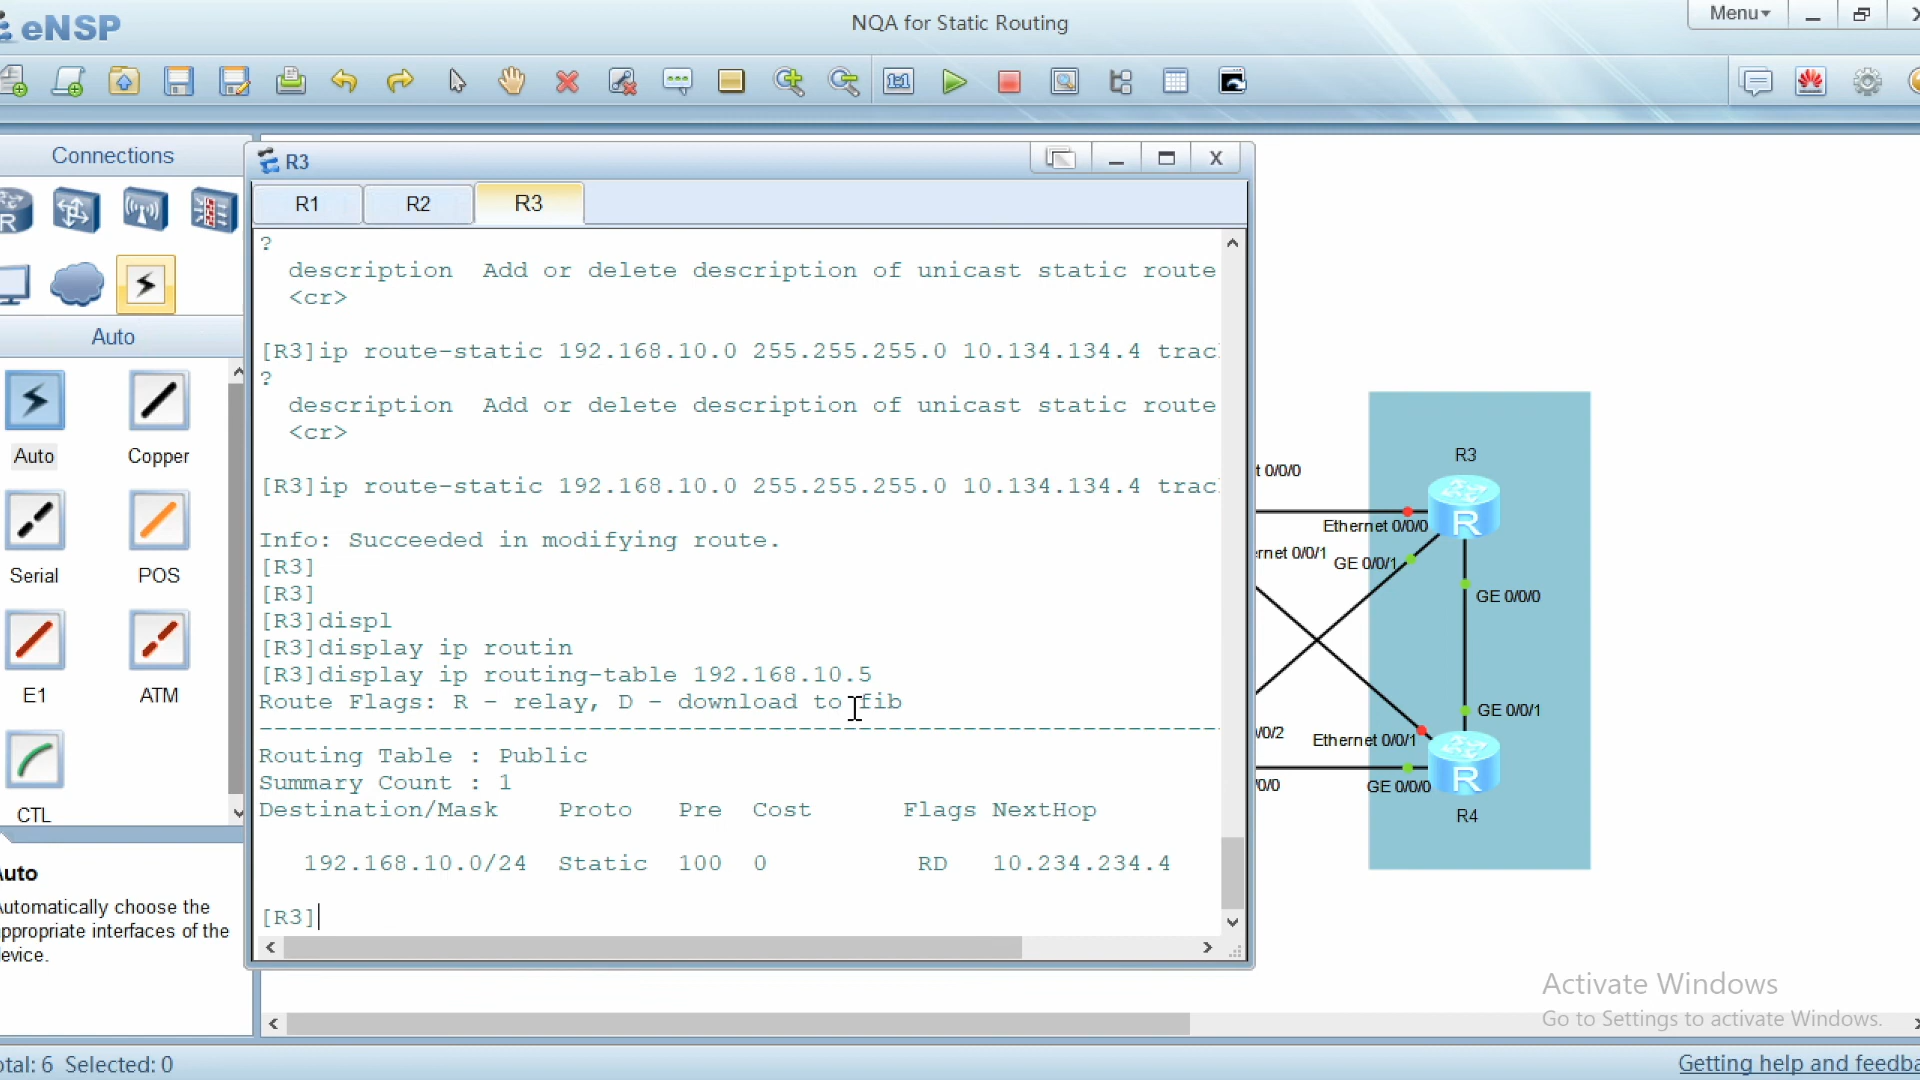 eNSP
NQA for Static Routing
Menu
Connections
Auto
Auto
Copper
Serial
POS
E1
ATM
CTL
appropriate interfaces of the
R3
R1
R2
R3
?
description Add or delete description of unicast static route
<cr>
[R3]ip route-static 192.168.10.0 255.255.255.0 10.134.134.4 trac
?
description Add or delete description of unicast static route
<cr>
[R3]ip route-static 192.168.10.0 255.255.255.0 10.134.134.4 trac
Info: Succeeded in modifying route.
[R3]
[R3]
[R3]displ
[R3]display ip routin
[R3]display ip routing-table 192.168.10.5
Route Flags: R - relay, D - download to fib
------------------------------------------------------------------
Routing Table : Public
Summary Count : 1
Destination/Mask Proto Pre Cost Flags NextHop
192.168.10.0/24 Static 100 0 RD 10.234.234.4
[R3]
t 0/0/0
R3
Ethernet 0/0/0
rnet 0/0/1
GE 0/0/1
GE 0/0/0
GE 0/0/1
/0/2
Ethernet 0/0/1
/0/0
GE 0/0/0
R4
Activate Windows
Go to Settings to activate Windows.
otal: 6 Selected: 0
Getting help and feedba